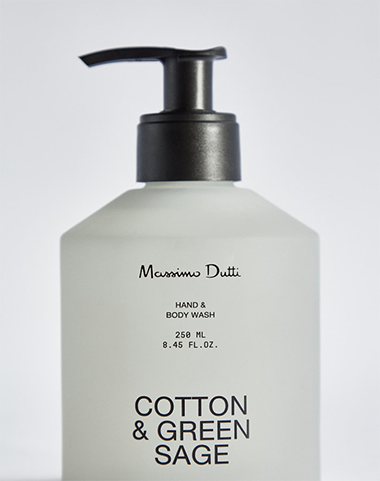 Massimo Dutti
HAND &
BODY WASH
250 ML
8.45 FL.OZ.
COTTON
& GREEN
SAGE